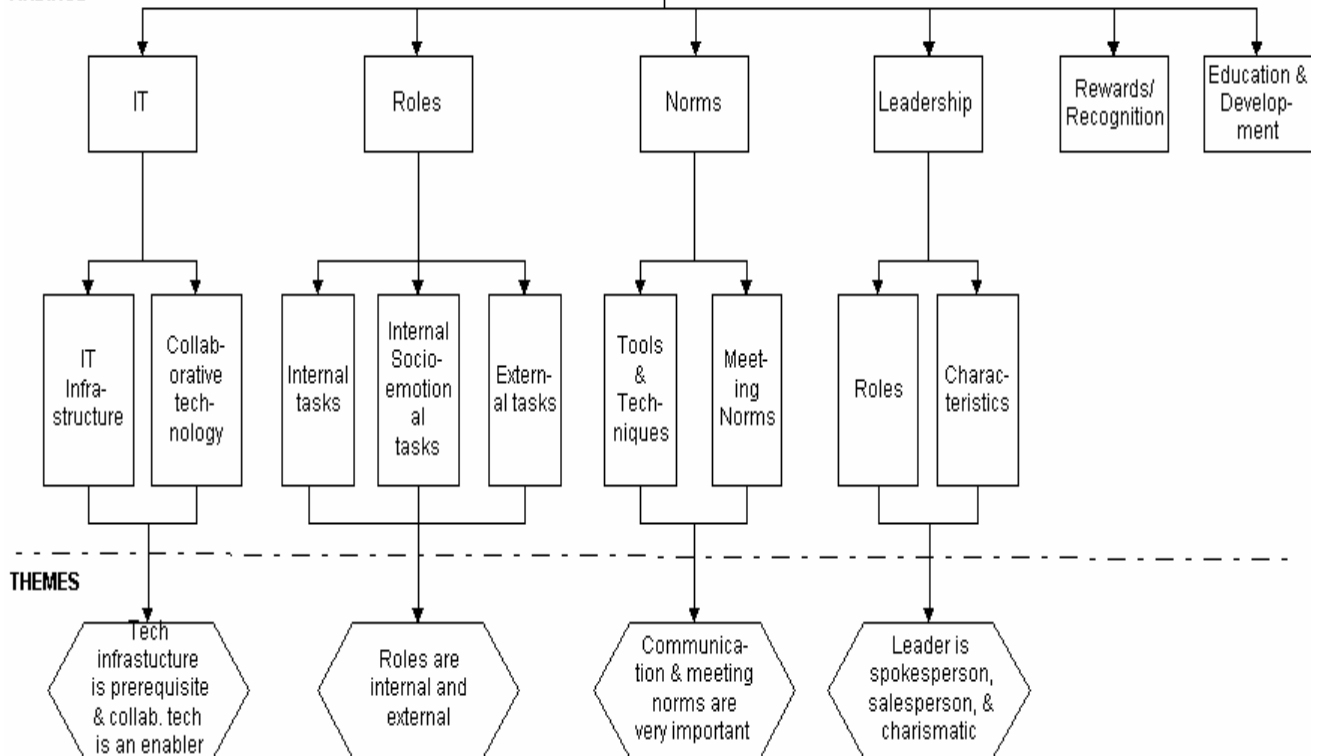 IT
Roles
Norms
Leadership
Rewards/
Recognition
Education &
Develop-
ment
IT
Infra-
structure
Collab-
orative
tech-
nology
Internal
tasks
Internal
Socio-
emotion
al
tasks
Extern-
al tasks
Tools
&
Tech-
niques
Meet-
ing
Norms
Roles
Charac-
teristics
THEMES
Tech
infrastucture
is prerequisite
& collab. tech
is an enabler
Roles are
internal and
external
Communica-
tion & meeting
norms are
very important
Leader is
spokesperson,
salesperson, &
charismatic